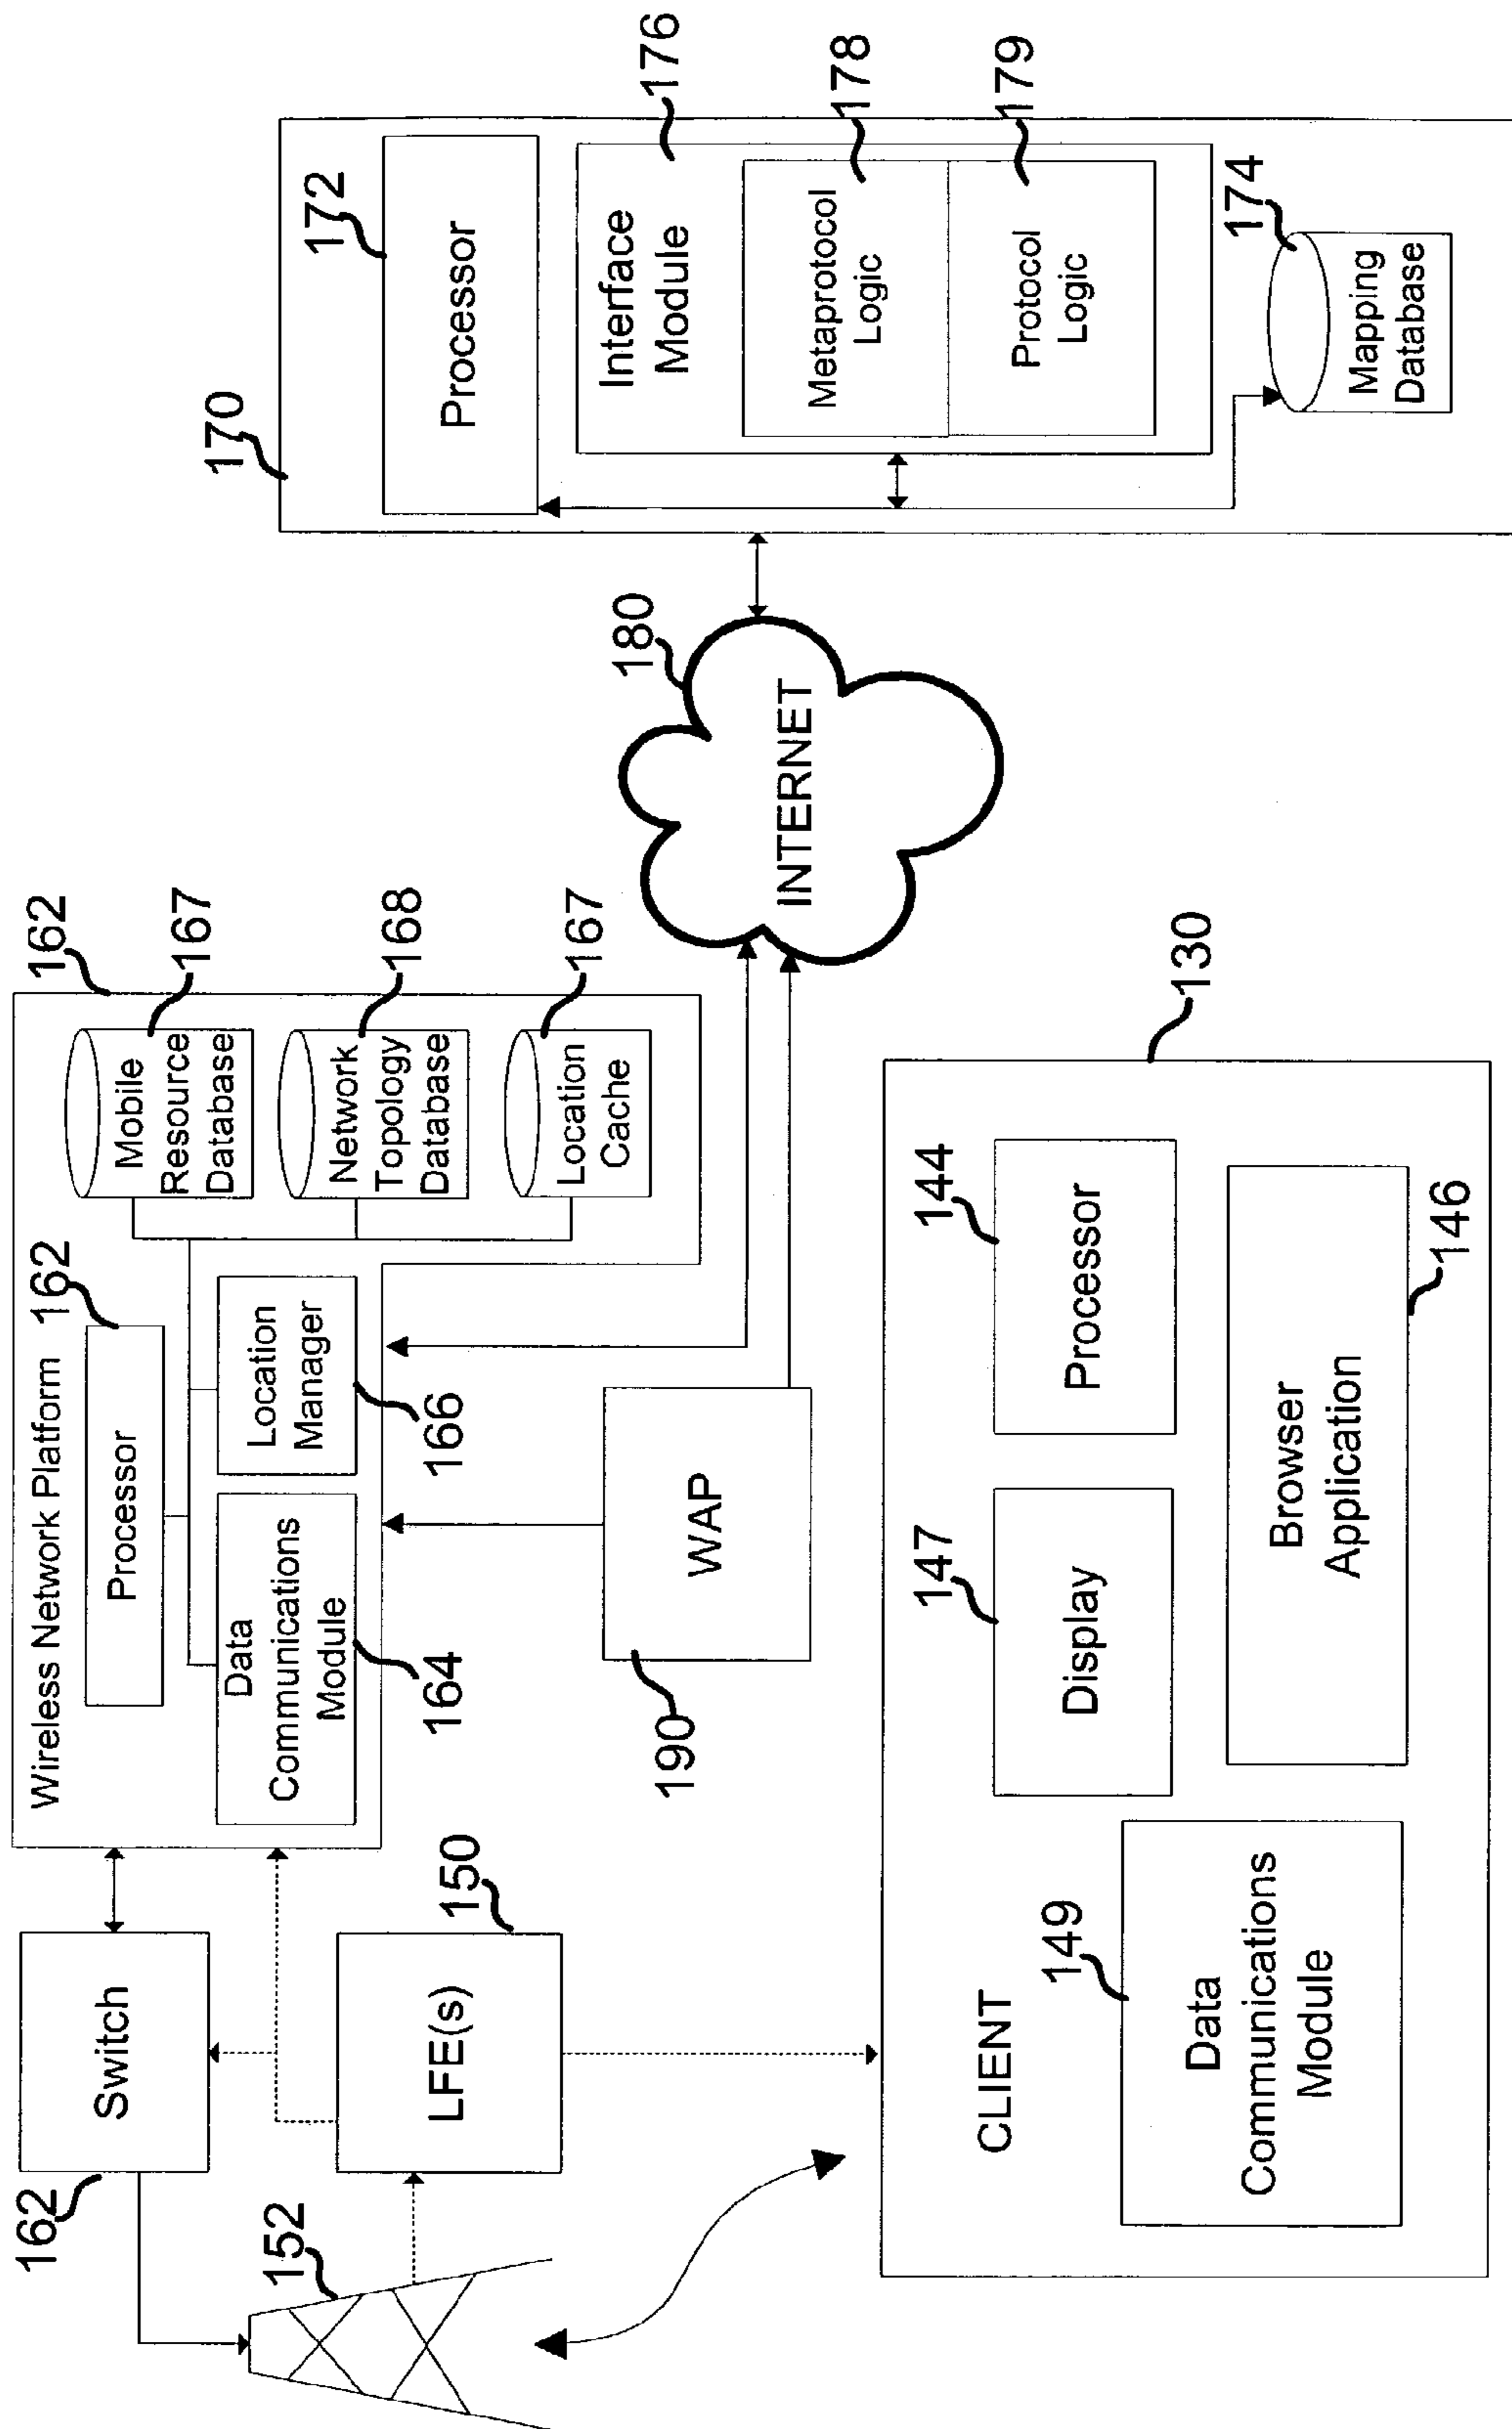 162
Switch
152
LFE(s)
150
Wireless Network Platform
162
162
Processor
Data
Communications
Module
164
Location
Manager
166
Mobile
Resource
Database
167
Network
Topology
Database
168
Location
Cache
167
WAP
190
INTERNET
180
170
Processor
172
Interface
Module
176
Metaprotocol
Logic
178
Protocol
Logic
179
Mapping
Database
174
CLIENT
130
149
Data
Communications
Module
147
Display
144
Processor
Browser
Application
146